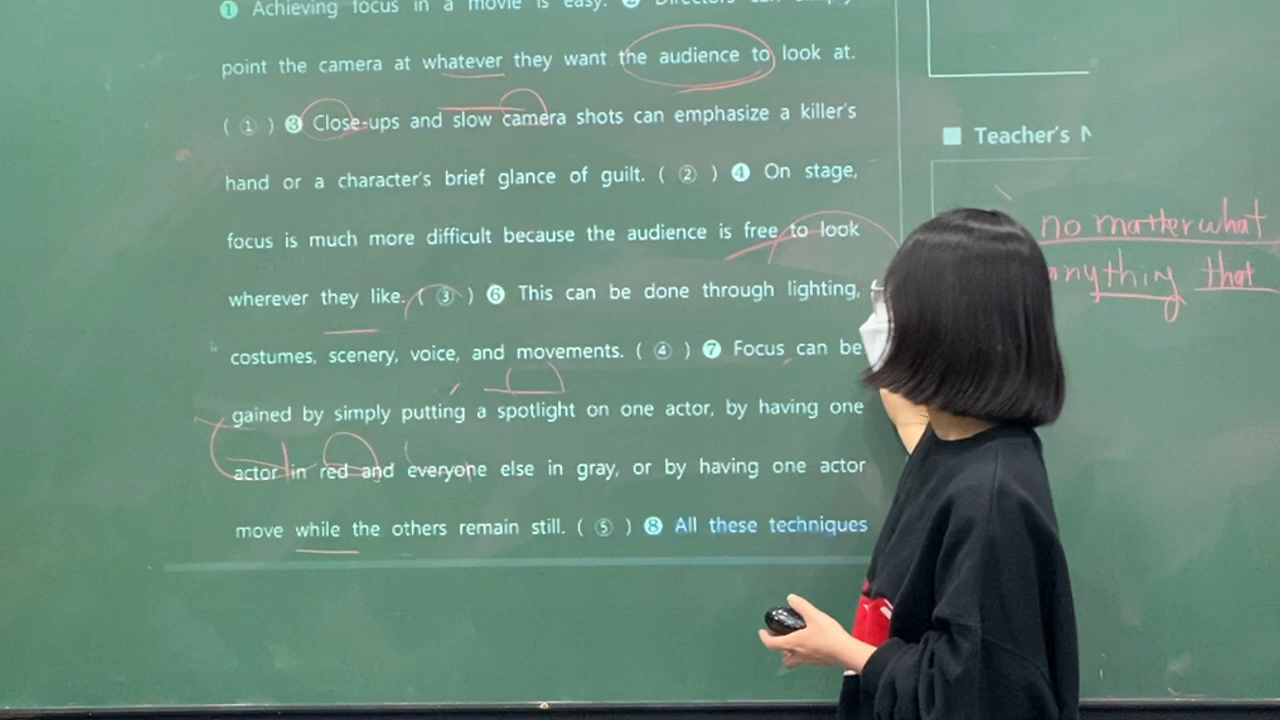 ❶ Achieving focus in a movie is easy. ❷ Directors can simply
point the camera at whatever they want the audience to look at.
( ① ) ❸ Close-ups and slow camera shots can emphasize a killer's
hand or a character's brief glance of guilt. ( ② ) ❹ On stage,
focus is much more difficult because the audience is free to look
wherever they like. ( ③ ) ❻ This can be done through lighting,
costumes, scenery, voice, and movements. ( ④ ) ❼ Focus can be
gained by simply putting a spotlight on one actor, by having one
actor in red and everyone else in gray, or by having one actor
move while the others remain still. ( ⑤ ) ❽ All these techniques
■ Teacher's
no matter what
anything that